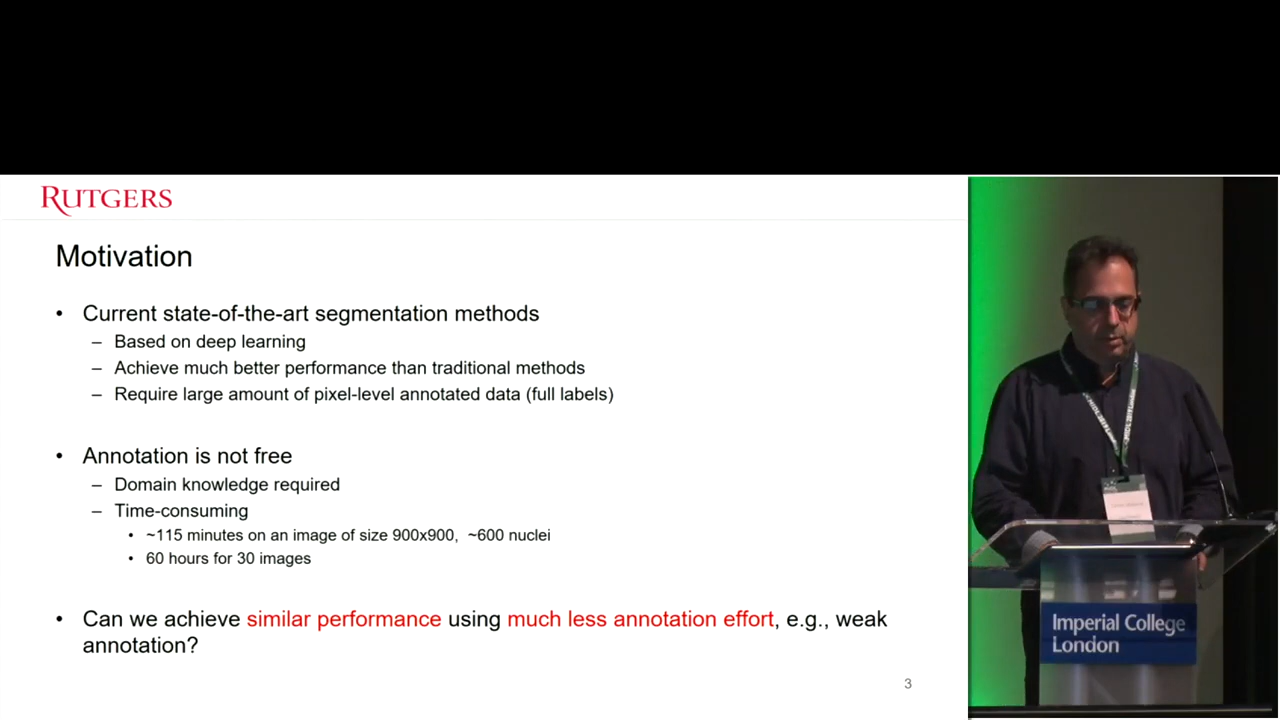 RUTGERS
Motivation
• Current state-of-the-art segmentation methods
– Based on deep learning
– Achieve much better performance than traditional methods
– Require large amount of pixel-level annotated data (full labels)
• Annotation is not free
– Domain knowledge required
– Time-consuming
• ~115 minutes on an image of size 900x900, ~600 nuclei
• 60 hours for 30 images
• Can we achieve similar performance using much less annotation effort, e.g., weak
annotation?
3
MIDL 2019 London
Imperial College
London